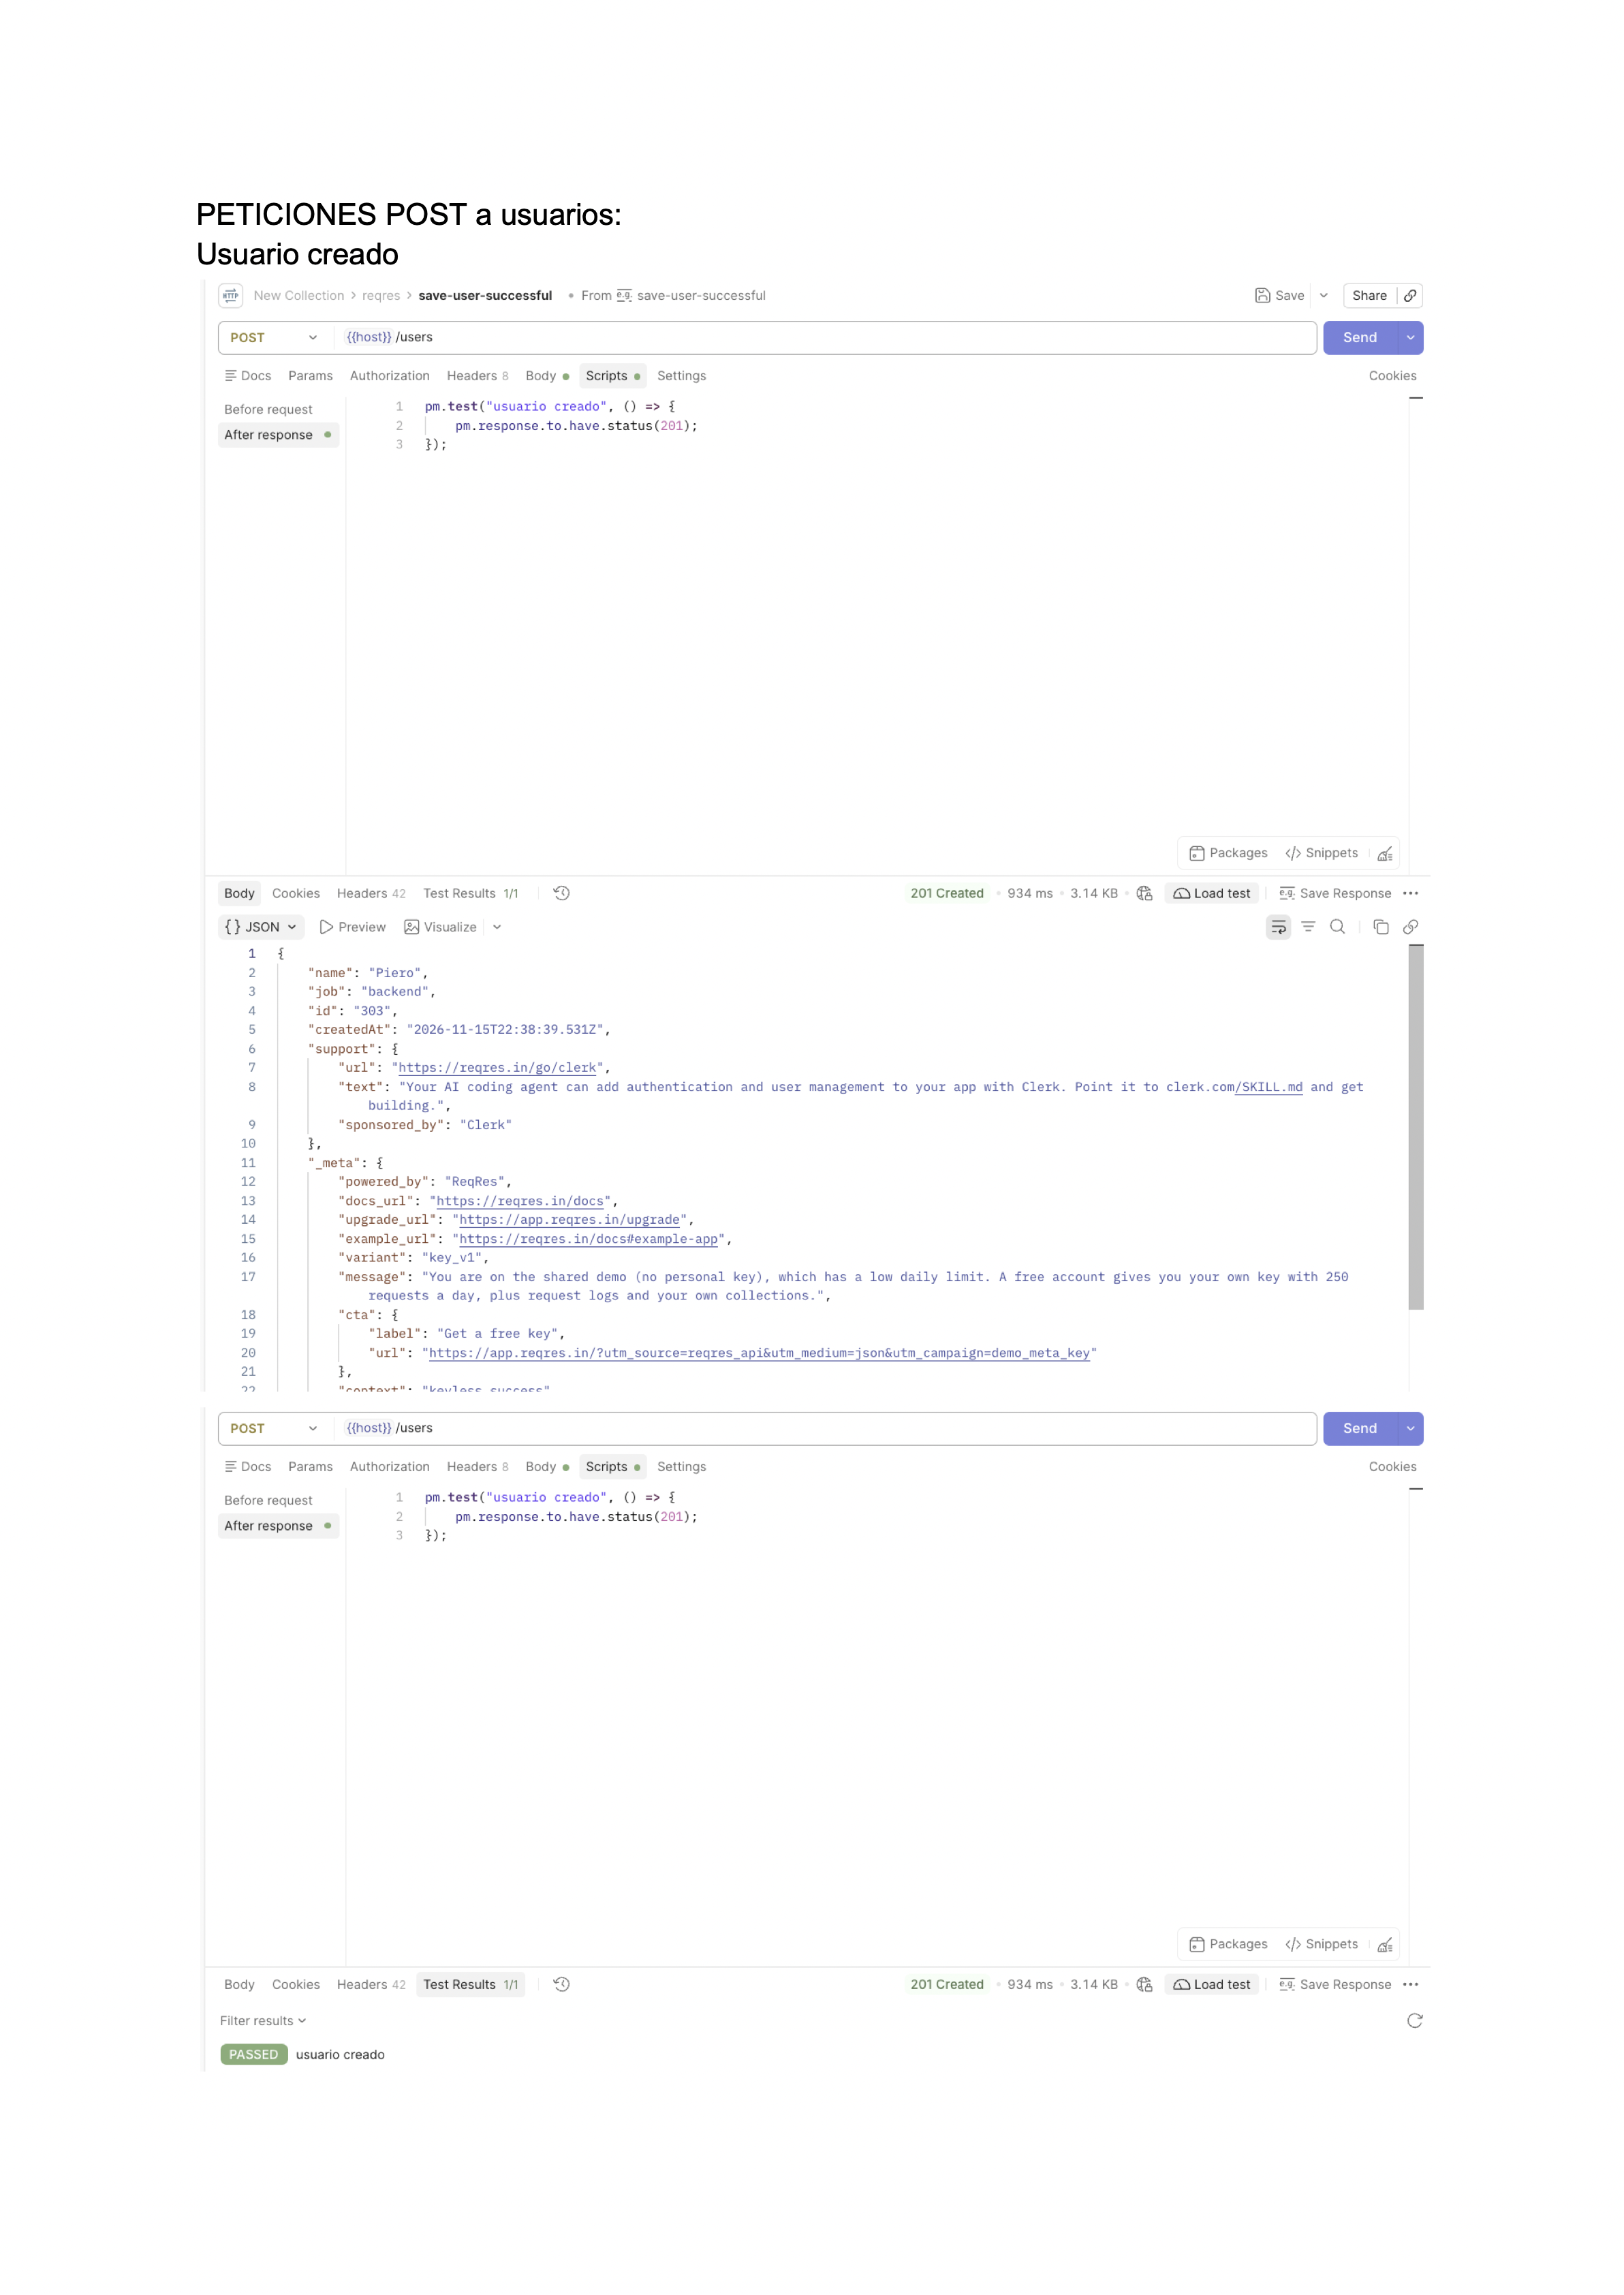 PETICIONES POST a usuarios:
Usuario creado
HTTP New Collection > reqres > save-user-successful • From e.g. save-user-successful Save Share
POST {{host}} /users Send
Docs Params Authorization Headers 8 Body Scripts Settings Cookies
Before request
After response
1 pm.test("usuario creado", () => {
2 pm.response.to.have.status(201);
3 });
Packages </> Snippets
Body Cookies Headers 42 Test Results 1/1 201 Created • 934 ms • 3.14 KB • Load test e.g. Save Response
{} JSON Preview Visualize
1 {
2 "name": "Piero",
3 "job": "backend",
4 "id": "303",
5 "createdAt": "2026-11-15T22:38:39.531Z",
6 "support": {
7 "url": "https://reqres.in/go/clerk",
8 "text": "Your AI coding agent can add authentication and user management to your app with Clerk. Point it to clerk.com/SKILL.md and get
building.",
9 "sponsored_by": "Clerk"
10 },
11 "_meta": {
12 "powered_by": "ReqRes",
13 "docs_url": "https://reqres.in/docs",
14 "upgrade_url": "https://app.reqres.in/upgrade",
15 "example_url": "https://reqres.in/docs#example-app",
16 "variant": "key_v1",
17 "message": "You are on the shared demo (no personal key), which has a low daily limit. A free account gives you your own key with 250
requests a day, plus request logs and your own collections.",
18 "cta": {
19 "label": "Get a free key",
20 "url": "https://app.reqres.in/?utm_source=reqres_api&utm_medium=json&utm_campaign=demo_meta_key"
21 },
22 "context": "keyless_success"
POST {{host}} /users Send
Docs Params Authorization Headers 8 Body Scripts Settings Cookies
Before request
After response
1 pm.test("usuario creado", () => {
2 pm.response.to.have.status(201);
3 });
Packages </> Snippets
Body Cookies Headers 42 Test Results 1/1 201 Created • 934 ms • 3.14 KB • Load test e.g. Save Response
Filter results
PASSED usuario creado